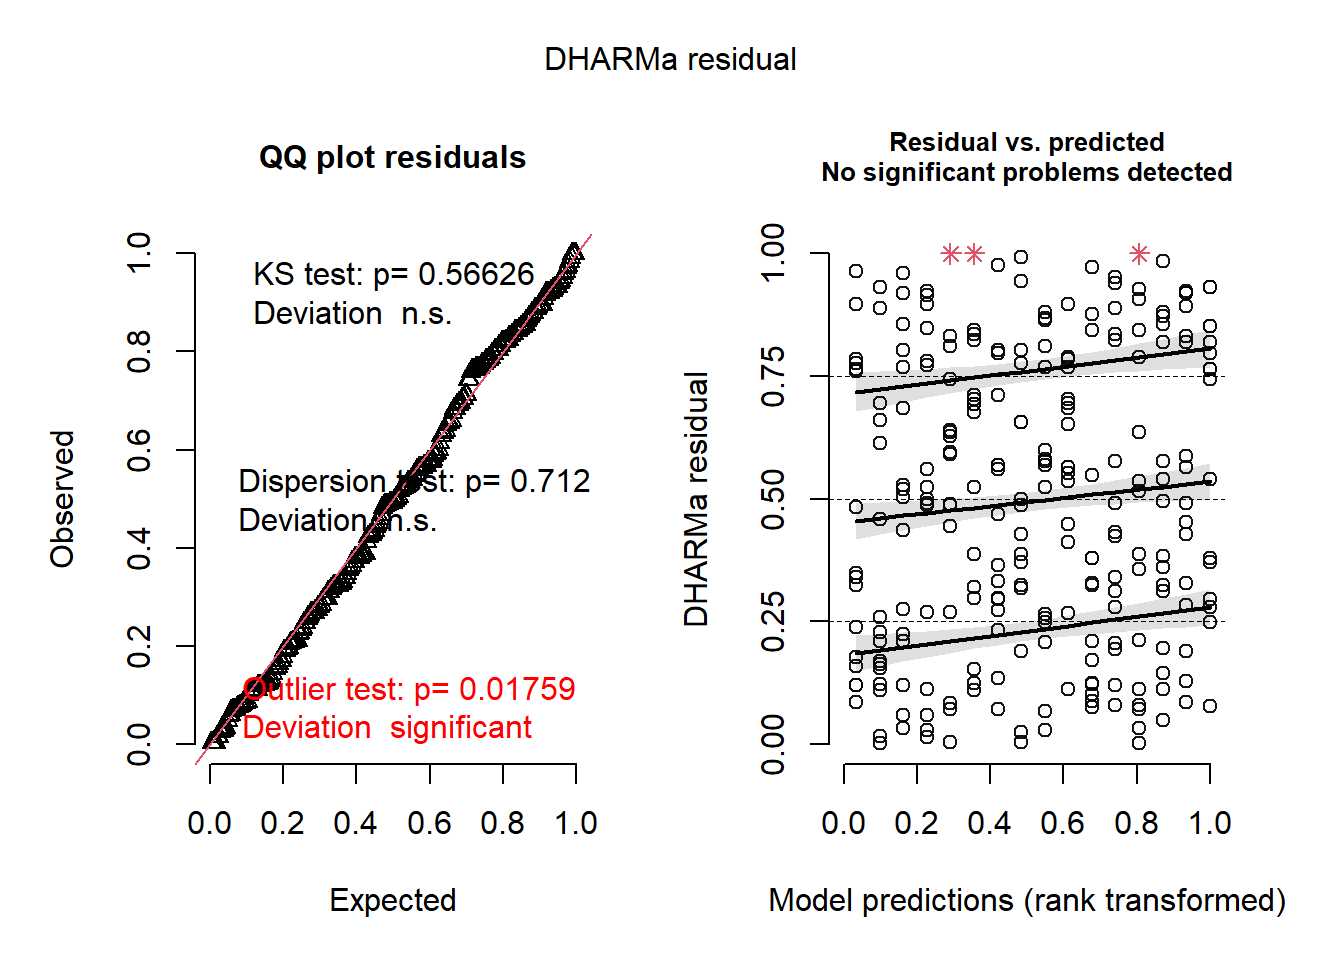 DHARMa residual
QQ plot residuals
KS test: p= 0.56626
Deviation  n.s.
Dispersion test: p= 0.712
Deviation  n.s.
Outlier test: p= 0.01759
Deviation  significant
Observed
0.0
0.2
0.4
0.6
0.8
1.0
0.0 0.2 0.4 0.6 0.8 1.0
Expected
Residual vs. predicted
No significant problems detected
DHARMa residual
0.00
0.25
0.50
0.75
1.00
0.0 0.2 0.4 0.6 0.8 1.0
Model predictions (rank transformed)